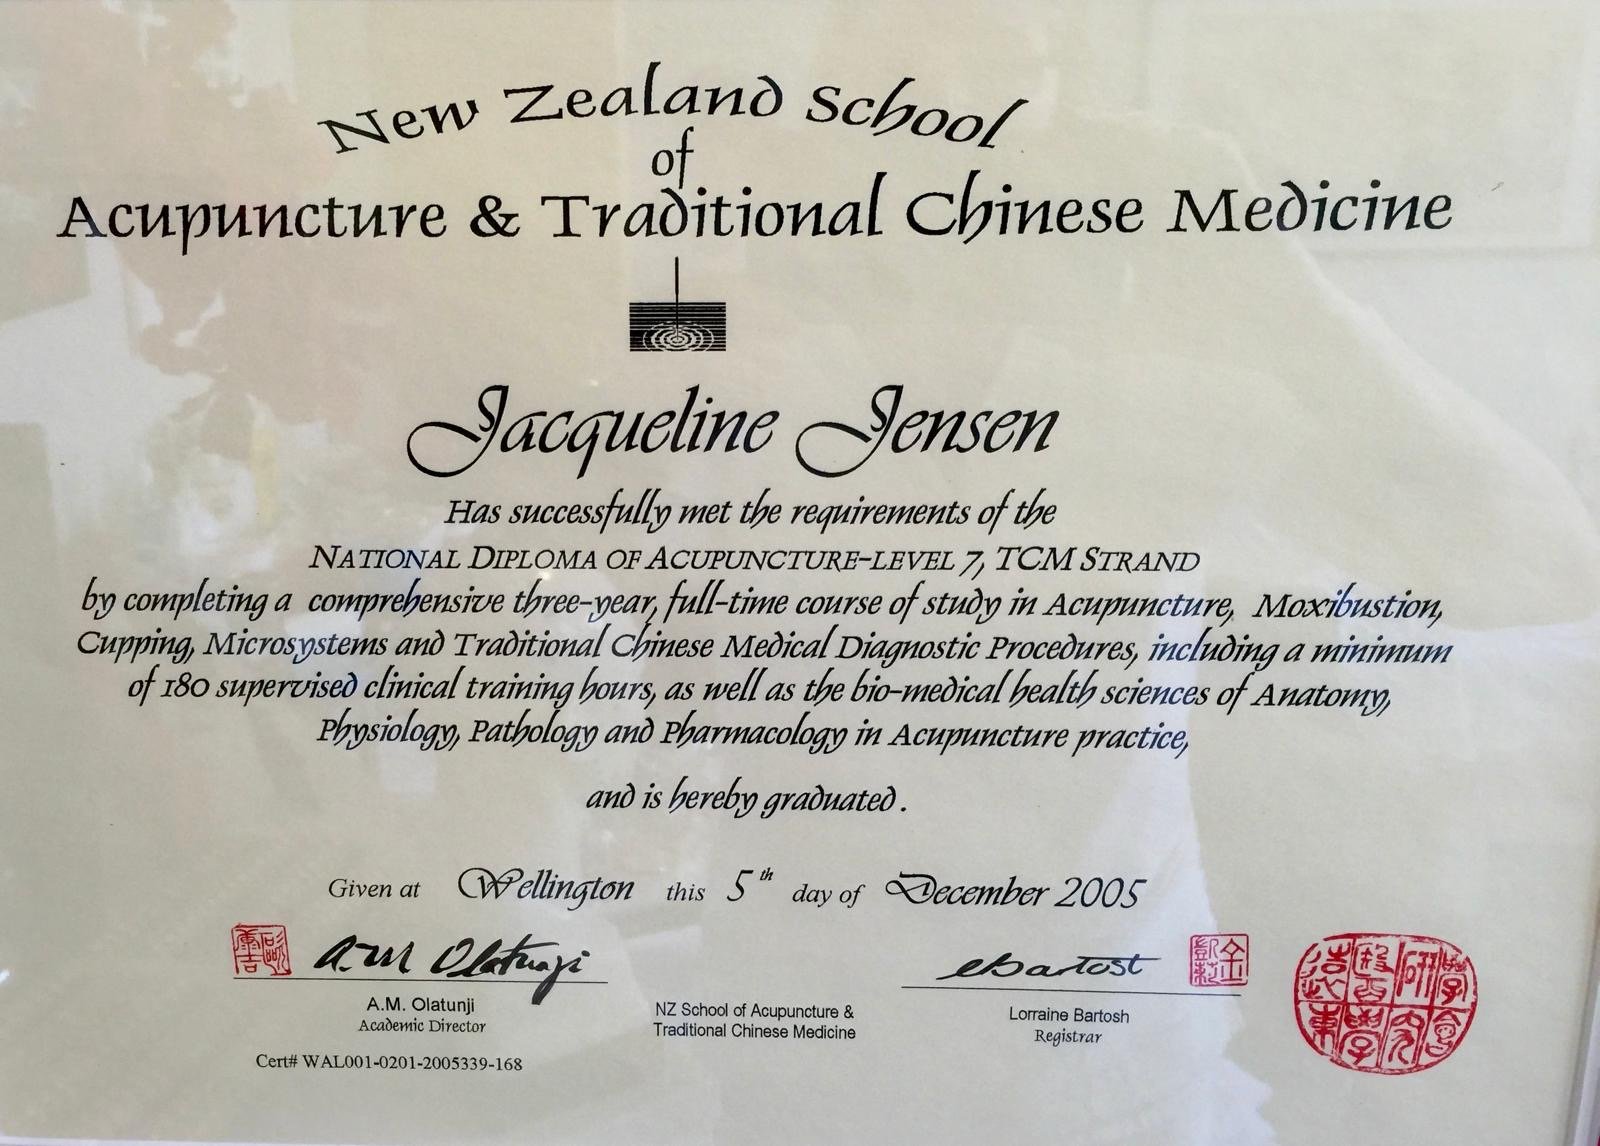 New Zealand School
of
Acupuncture & Traditional Chinese Medicine
Jacqueline Jensen
Has successfully met the requirements of the
NATIONAL DIPLOMA OF ACUPUNCTURE-LEVEL 7, TCM STRAND
by completing a comprehensive three-year, full-time course of study in Acupuncture, Moxibustion,
Cupping, Microsystems and Traditional Chinese Medical Diagnostic Procedures, including a minimum
of 180 supervised clinical training hours, as well as the bio-medical health sciences of Anatomy,
Physiology, Pathology and Pharmacology in Acupuncture practice,
and is hereby graduated.
Given at Wellington this 5th day of December 2005
A.M Olatunji
LBartosh
A.M. Olatunji
Academic Director
NZ School of Acupuncture &
Traditional Chinese Medicine
Lorraine Bartosh
Registrar
Cert# WAL001-0201-2005339-168